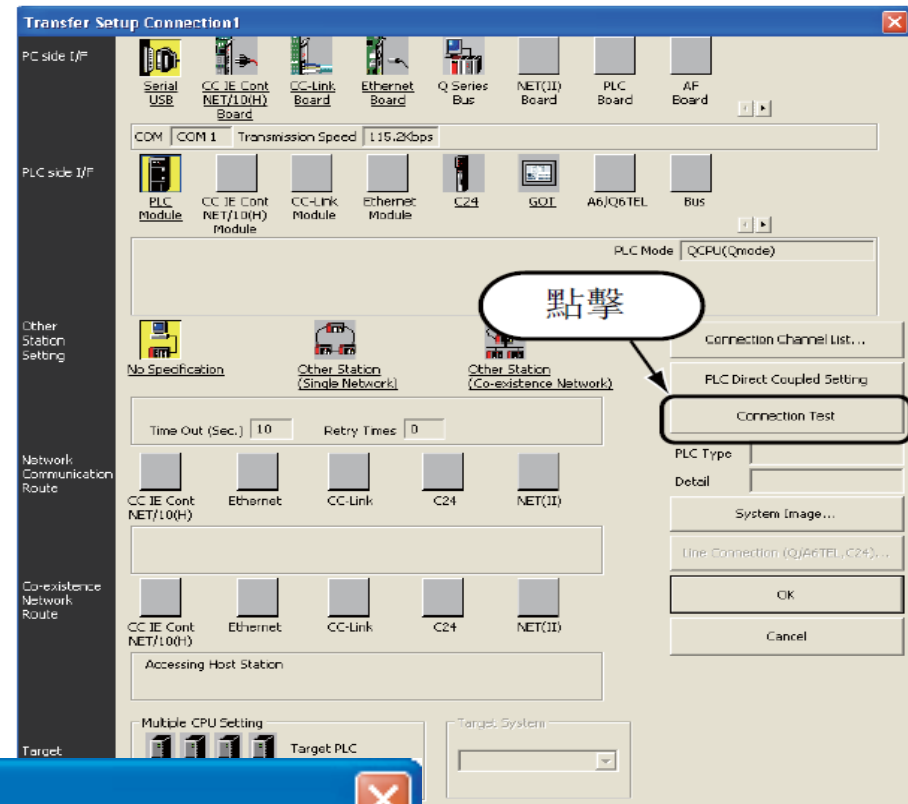 Transfer Setup Connection1
PC side I/F
Serial USB
CC IE Cont NET/10(H) Board
CC-Link Board
Ethernet Board
Q Series Bus
NET(II) Board
PLC Board
AF Board
COM COM 1 Transmission Speed 115.2Kbps
PLC side I/F
PLC Module
CC IE Cont NET/10(H) Module
CC-Link Module
Ethernet Module
C24
GOT
A6/Q6TEL
Bus
PLC Mode QCPU(Qmode)
點擊
Other Station Setting
No Specification
Other Station (Single Network)
Other Station (Co-existence Network)
Connection Channel List...
PLC Direct Coupled Setting
Connection Test
Time Out (Sec.) 10 Retry Times 0
PLC Type
Detail
System Image...
Line Connection (Q/A6TEL,C24)...
OK
Cancel
Network Communication Route
CC IE Cont NET/10(H)
Ethernet
CC-Link
C24
NET(II)
Co-existence Network Route
CC IE Cont NET/10(H)
Ethernet
CC-Link
C24
NET(II)
Accessing Host Station
Multiple CPU Setting
Target System
Target
Target PLC